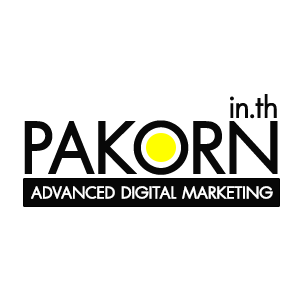 in.th
PAKORN
ADVANCED DIGITAL MARKETING